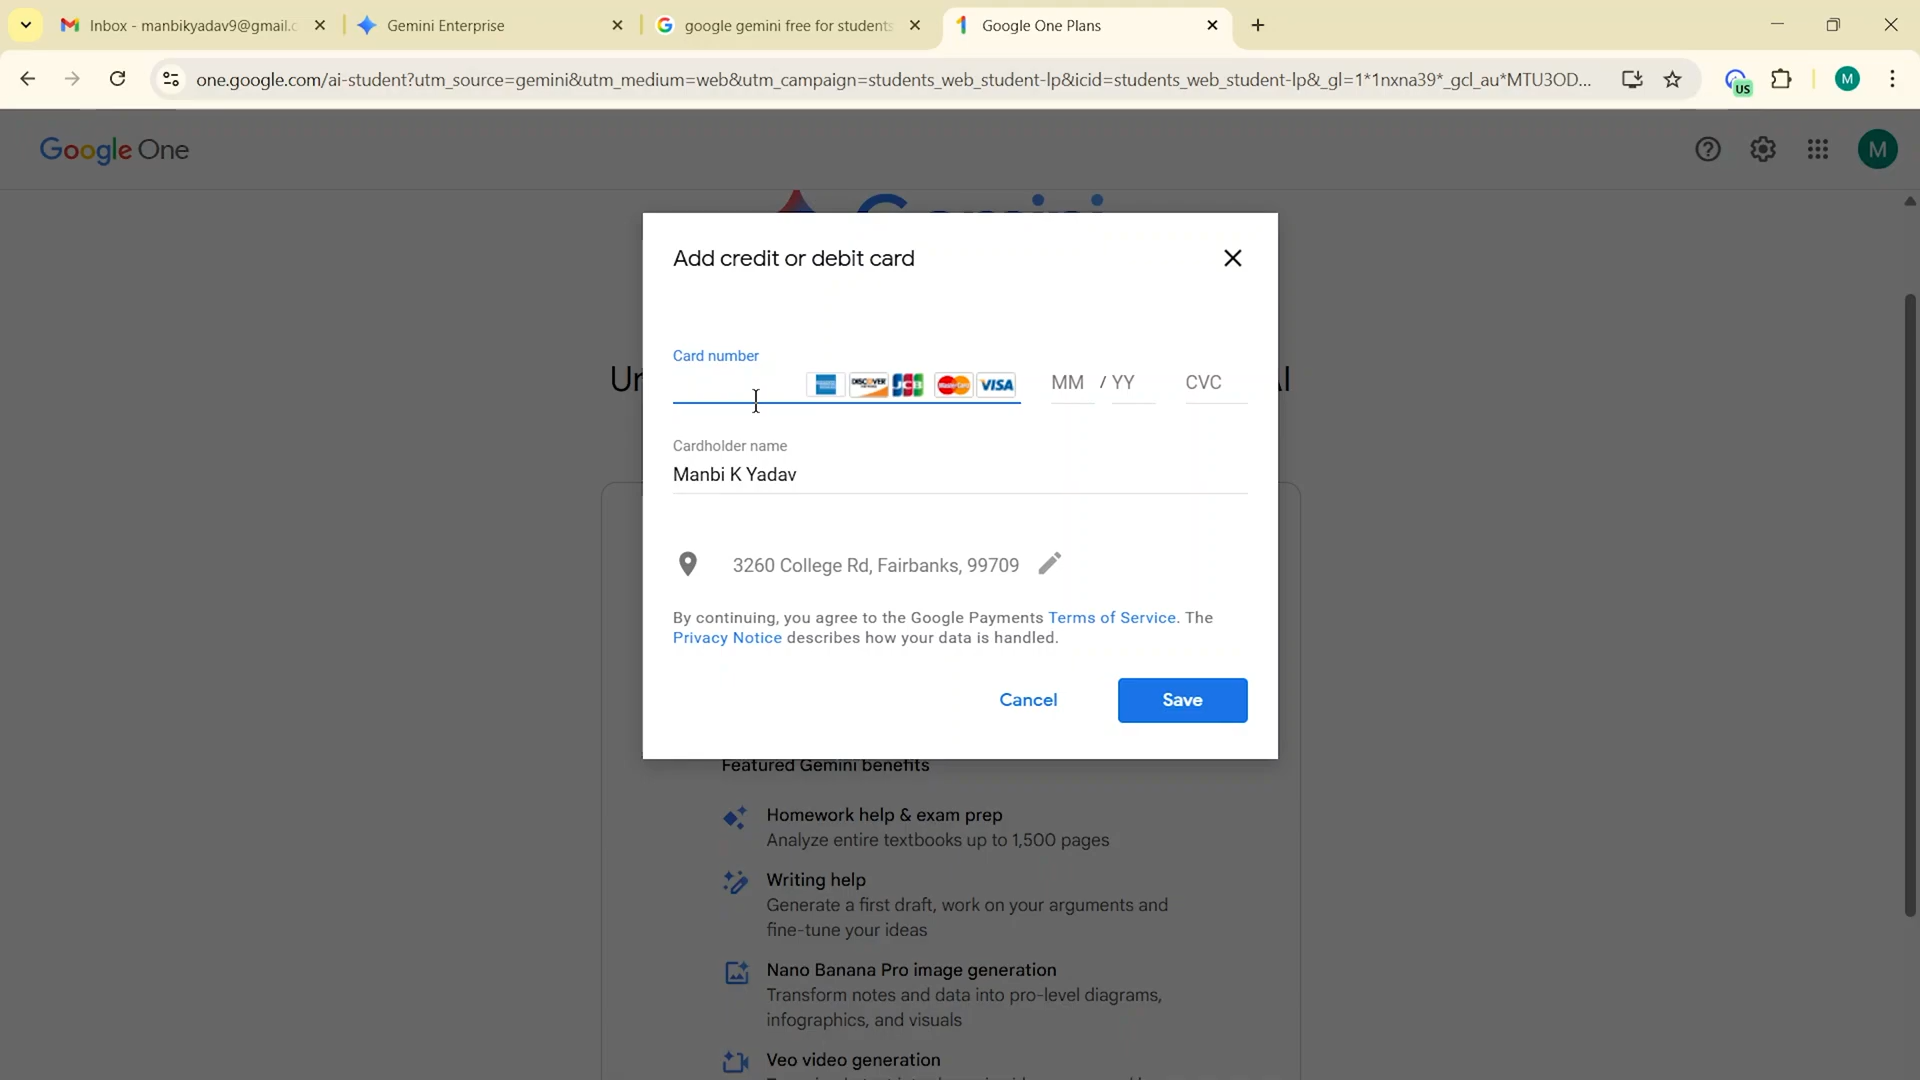 Inbox - manbikyadav9@gmail.c
Gemini Enterprise
google gemini free for students
Google One Plans
one.google.com/ai-student?utm_source=gemini&utm_medium=web&utm_campaign=students_web_student-lp&icid=students_web_student-lp&_gl=1*1nxna39*_gcl_au*MTU3OD...
US
M
Google One
M
Add credit or debit card
Card number
AMERICAN EXPRESS
DISCOVER
JCB
MasterCard
VISA
MM / YY
CVC
Cardholder name
Manbi K Yadav
3260 College Rd, Fairbanks, 99709
By continuing, you agree to the Google Payments Terms of Service. The
Privacy Notice describes how your data is handled.
Cancel
Save
Featured Gemini benefits
Homework help & exam prep
Analyze entire textbooks up to 1,500 pages
Writing help
Generate a first draft, work on your arguments and
fine-tune your ideas
Nano Banana Pro image generation
Transform notes and data into pro-level diagrams,
infographics, and visuals
Veo video generation